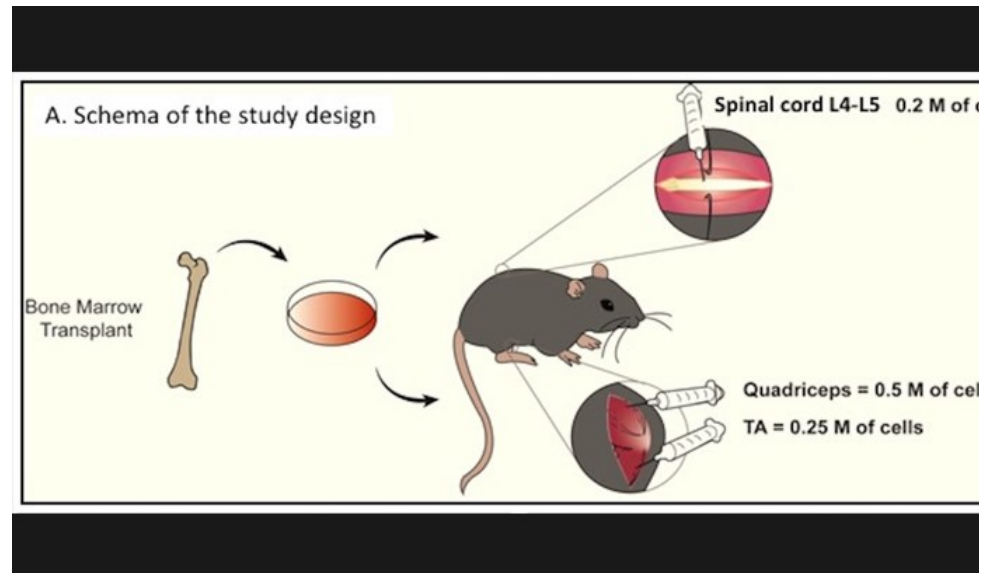 A. Schema of the study design
Spinal cord L4-L5 0.2 M of
Bone Marrow
Transplant
Quadriceps = 0.5 M of
TA = 0.25 M of cells